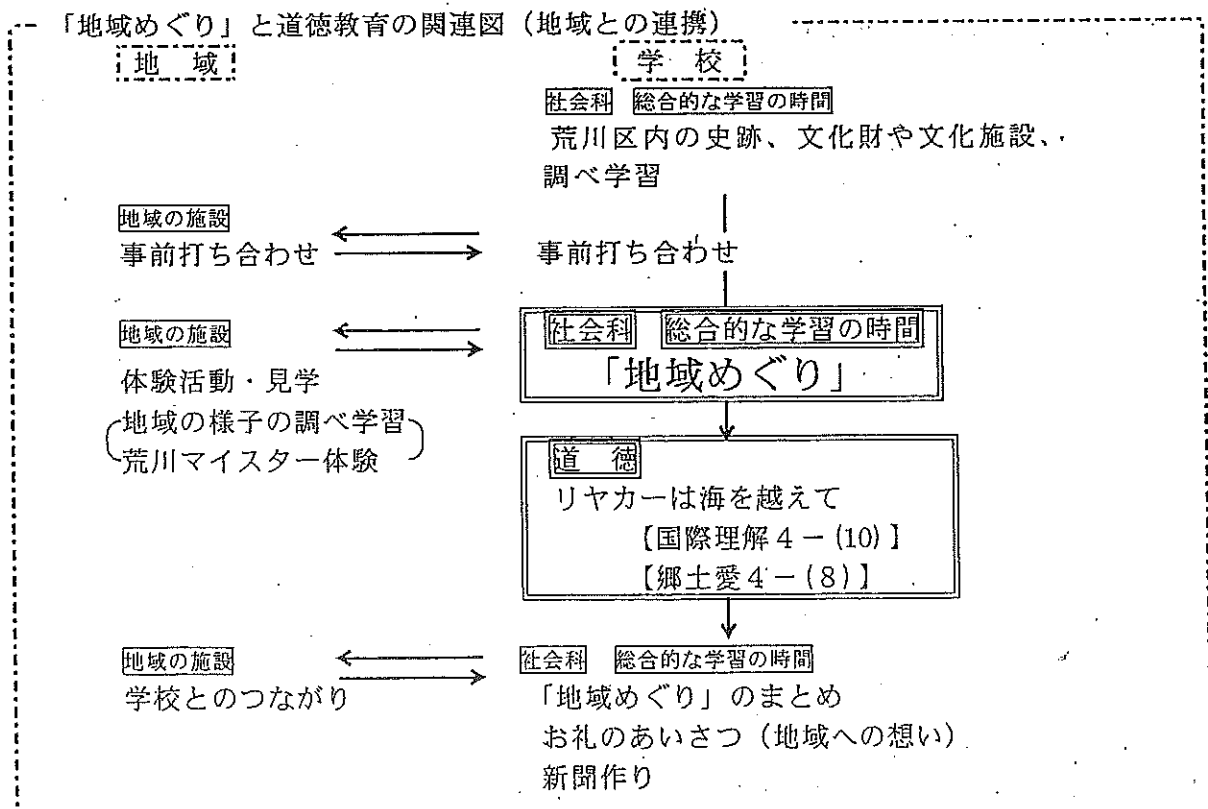 「地域めぐり」と道徳教育の関連図（地域との連携）
地 域
学 校
社会科 総合的な学習の時間
荒川区内の史跡、文化財や文化施設、
調べ学習
地域の施設
事前打ち合わせ
事前打ち合わせ
地域の施設
体験活動・見学
地域の様子の調べ学習
荒川マイスター体験
社会科 総合的な学習の時間
「地域めぐり」
道 徳
リヤカーは海を越えて
【国際理解４－(10)】
【郷土愛４－(８)】
地域の施設
学校とのつながり
社会科 総合的な学習の時間
「地域めぐり」のまとめ
お礼のあいさつ（地域への想い）
新聞作り